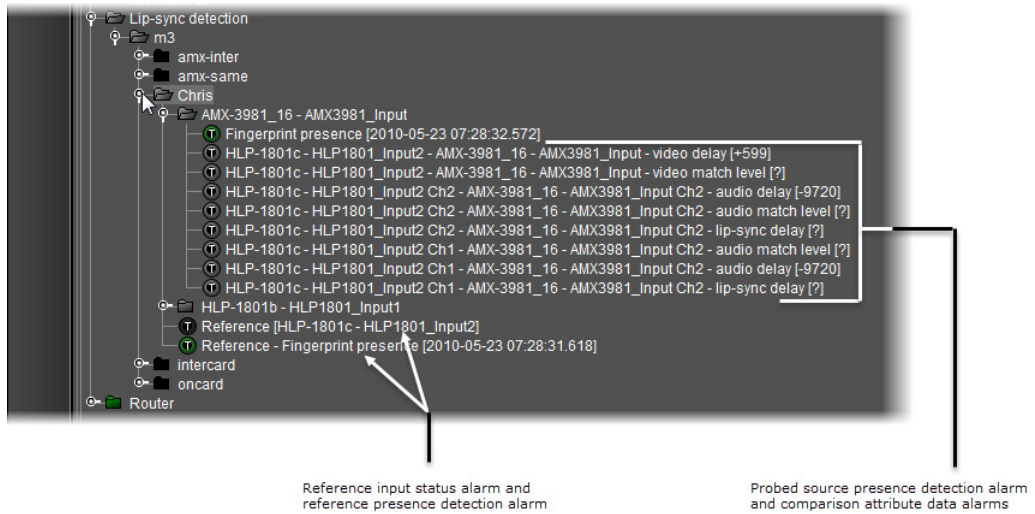 Lip-sync detection
m3
amx-inter
amx-same
Chris
AMX-3981_16 - AMX3981_Input
Fingerprint presence [2010-05-23 07:28:32.572]
HLP-1801c - HLP1801_Input2 - AMX-3981_16 - AMX3981_Input - video delay [+599]
HLP-1801c - HLP1801_Input2 - AMX-3981_16 - AMX3981_Input - video match level [?]
HLP-1801c - HLP1801_Input2 Ch2 - AMX-3981_16 - AMX3981_Input Ch2 - audio delay [-9720]
HLP-1801c - HLP1801_Input2 Ch2 - AMX-3981_16 - AMX3981_Input Ch2 - audio match level [?]
HLP-1801c - HLP1801_Input2 Ch2 - AMX-3981_16 - AMX3981_Input Ch2 - lip-sync delay [?]
HLP-1801c - HLP1801_Input2 Ch1 - AMX-3981_16 - AMX3981_Input Ch2 - audio match level [?]
HLP-1801c - HLP1801_Input2 Ch1 - AMX-3981_16 - AMX3981_Input Ch2 - audio delay [-9720]
HLP-1801c - HLP1801_Input2 Ch1 - AMX-3981_16 - AMX3981_Input Ch2 - lip-sync delay [?]
HLP-1801b - HLP1801_Input1
Reference [HLP-1801c - HLP1801_Input2]
Reference - Fingerprint presence [2010-05-23 07:28:31.618]
intercard
oncard
Router
Reference input status alarm and
reference presence detection alarm
Probed source presence detection alarm
and comparison attribute data alarms